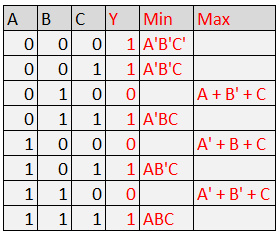 A B C Y Min Max
0 0 0 1 A'B'C'
0 0 1 1 A'B'C
0 1 0 0 A + B' + C
0 1 1 1 A'BC
1 0 0 0 A' + B + C
1 0 1 1 AB'C
1 1 0 0 A' + B' + C
1 1 1 1 ABC